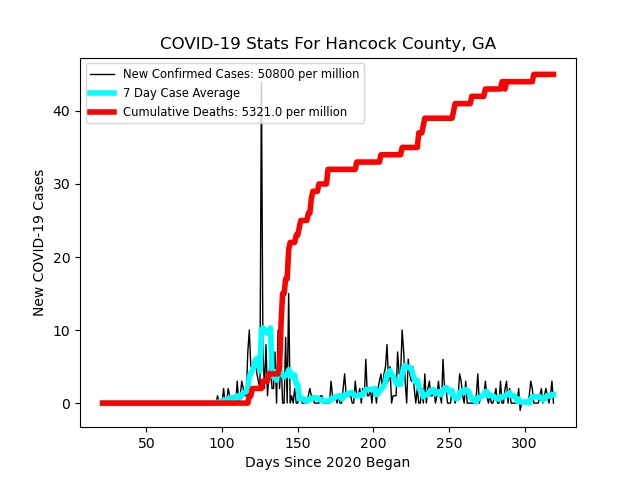 COVID-19 Stats For Hancock County, GA
New Confirmed Cases: 50800 per million
7 Day Case Average
Cumulative Deaths: 5321.0 per million
New COVID-19 Cases
40
30
20
10
0
50
100
150
200
250
300
Days Since 2020 Began